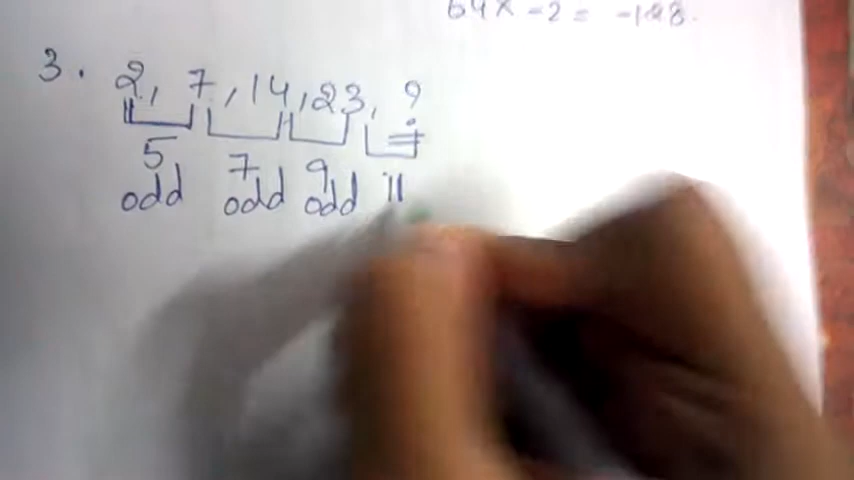 64 x -2 = -128.
3. 2, 7, 14, 23, ?
5 7 9 11
odd odd odd